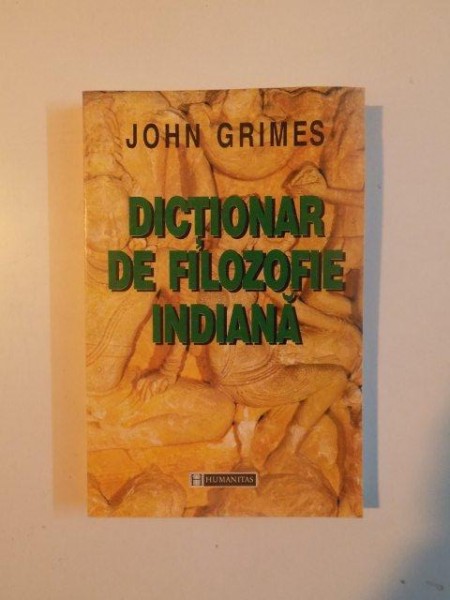 JOHN GRIMES
DICȚIONAR
DE FILOZOFIE
INDIANĂ
H HUMANITAS